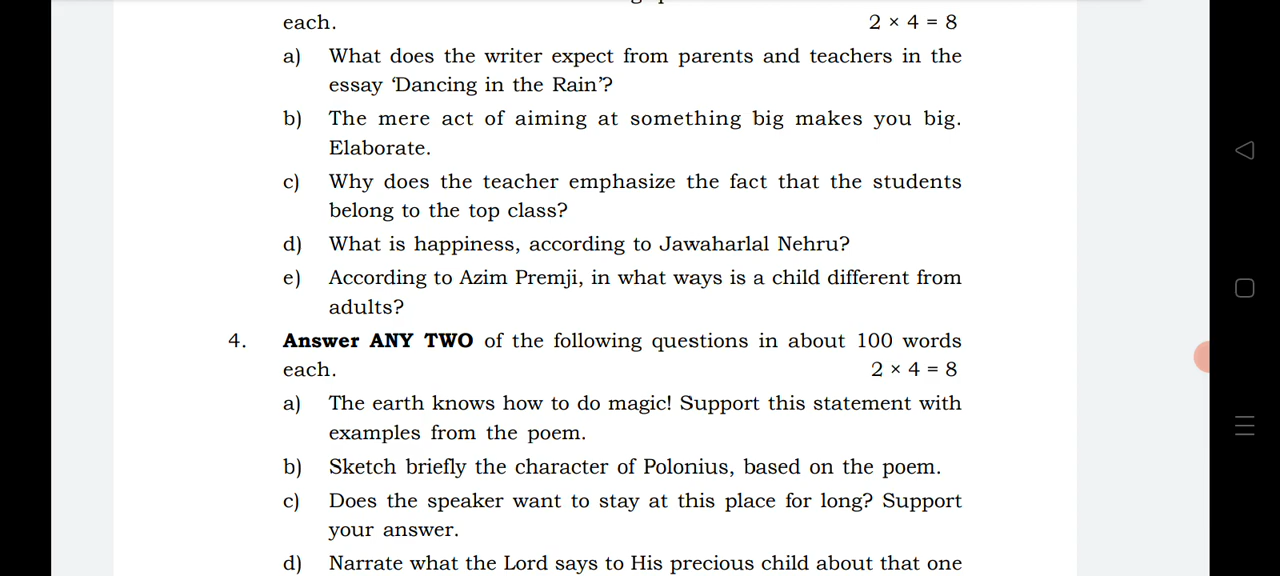 each. 2 × 4 = 8
a) What does the writer expect from parents and teachers in the
essay ‘Dancing in the Rain’?
b) The mere act of aiming at something big makes you big.
Elaborate.
c) Why does the teacher emphasize the fact that the students
belong to the top class?
d) What is happiness, according to Jawaharlal Nehru?
e) According to Azim Premji, in what ways is a child different from
adults?
4. Answer ANY TWO of the following questions in about 100 words
each. 2 × 4 = 8
a) The earth knows how to do magic! Support this statement with
examples from the poem.
b) Sketch briefly the character of Polonius, based on the poem.
c) Does the speaker want to stay at this place for long? Support
your answer.
d) Narrate what the Lord says to His precious child about that one